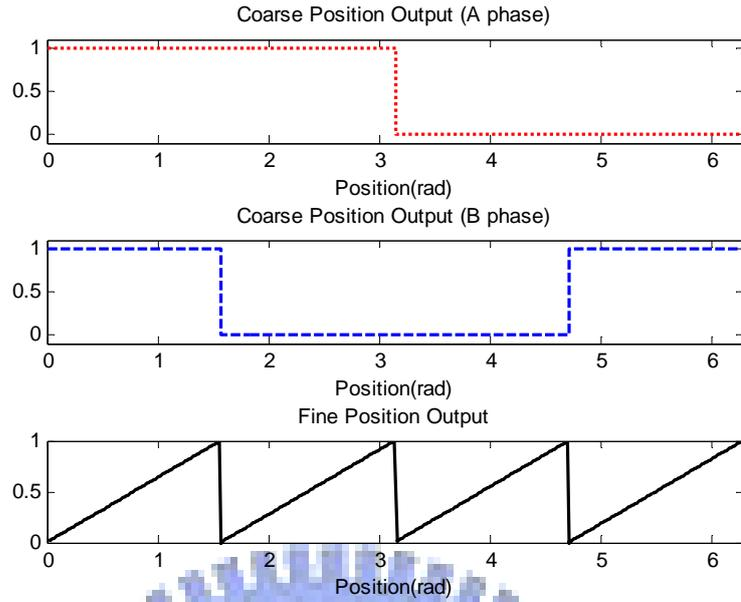 Coarse Position Output (A phase)
1
0.5
0
0 1 2 3 4 5 6
Position(rad)
Coarse Position Output (B phase)
1
0.5
0
0 1 2 3 4 5 6
Position(rad)
Fine Position Output
1
0.5
0
0 1 2 3 4 5 6
Position(rad)